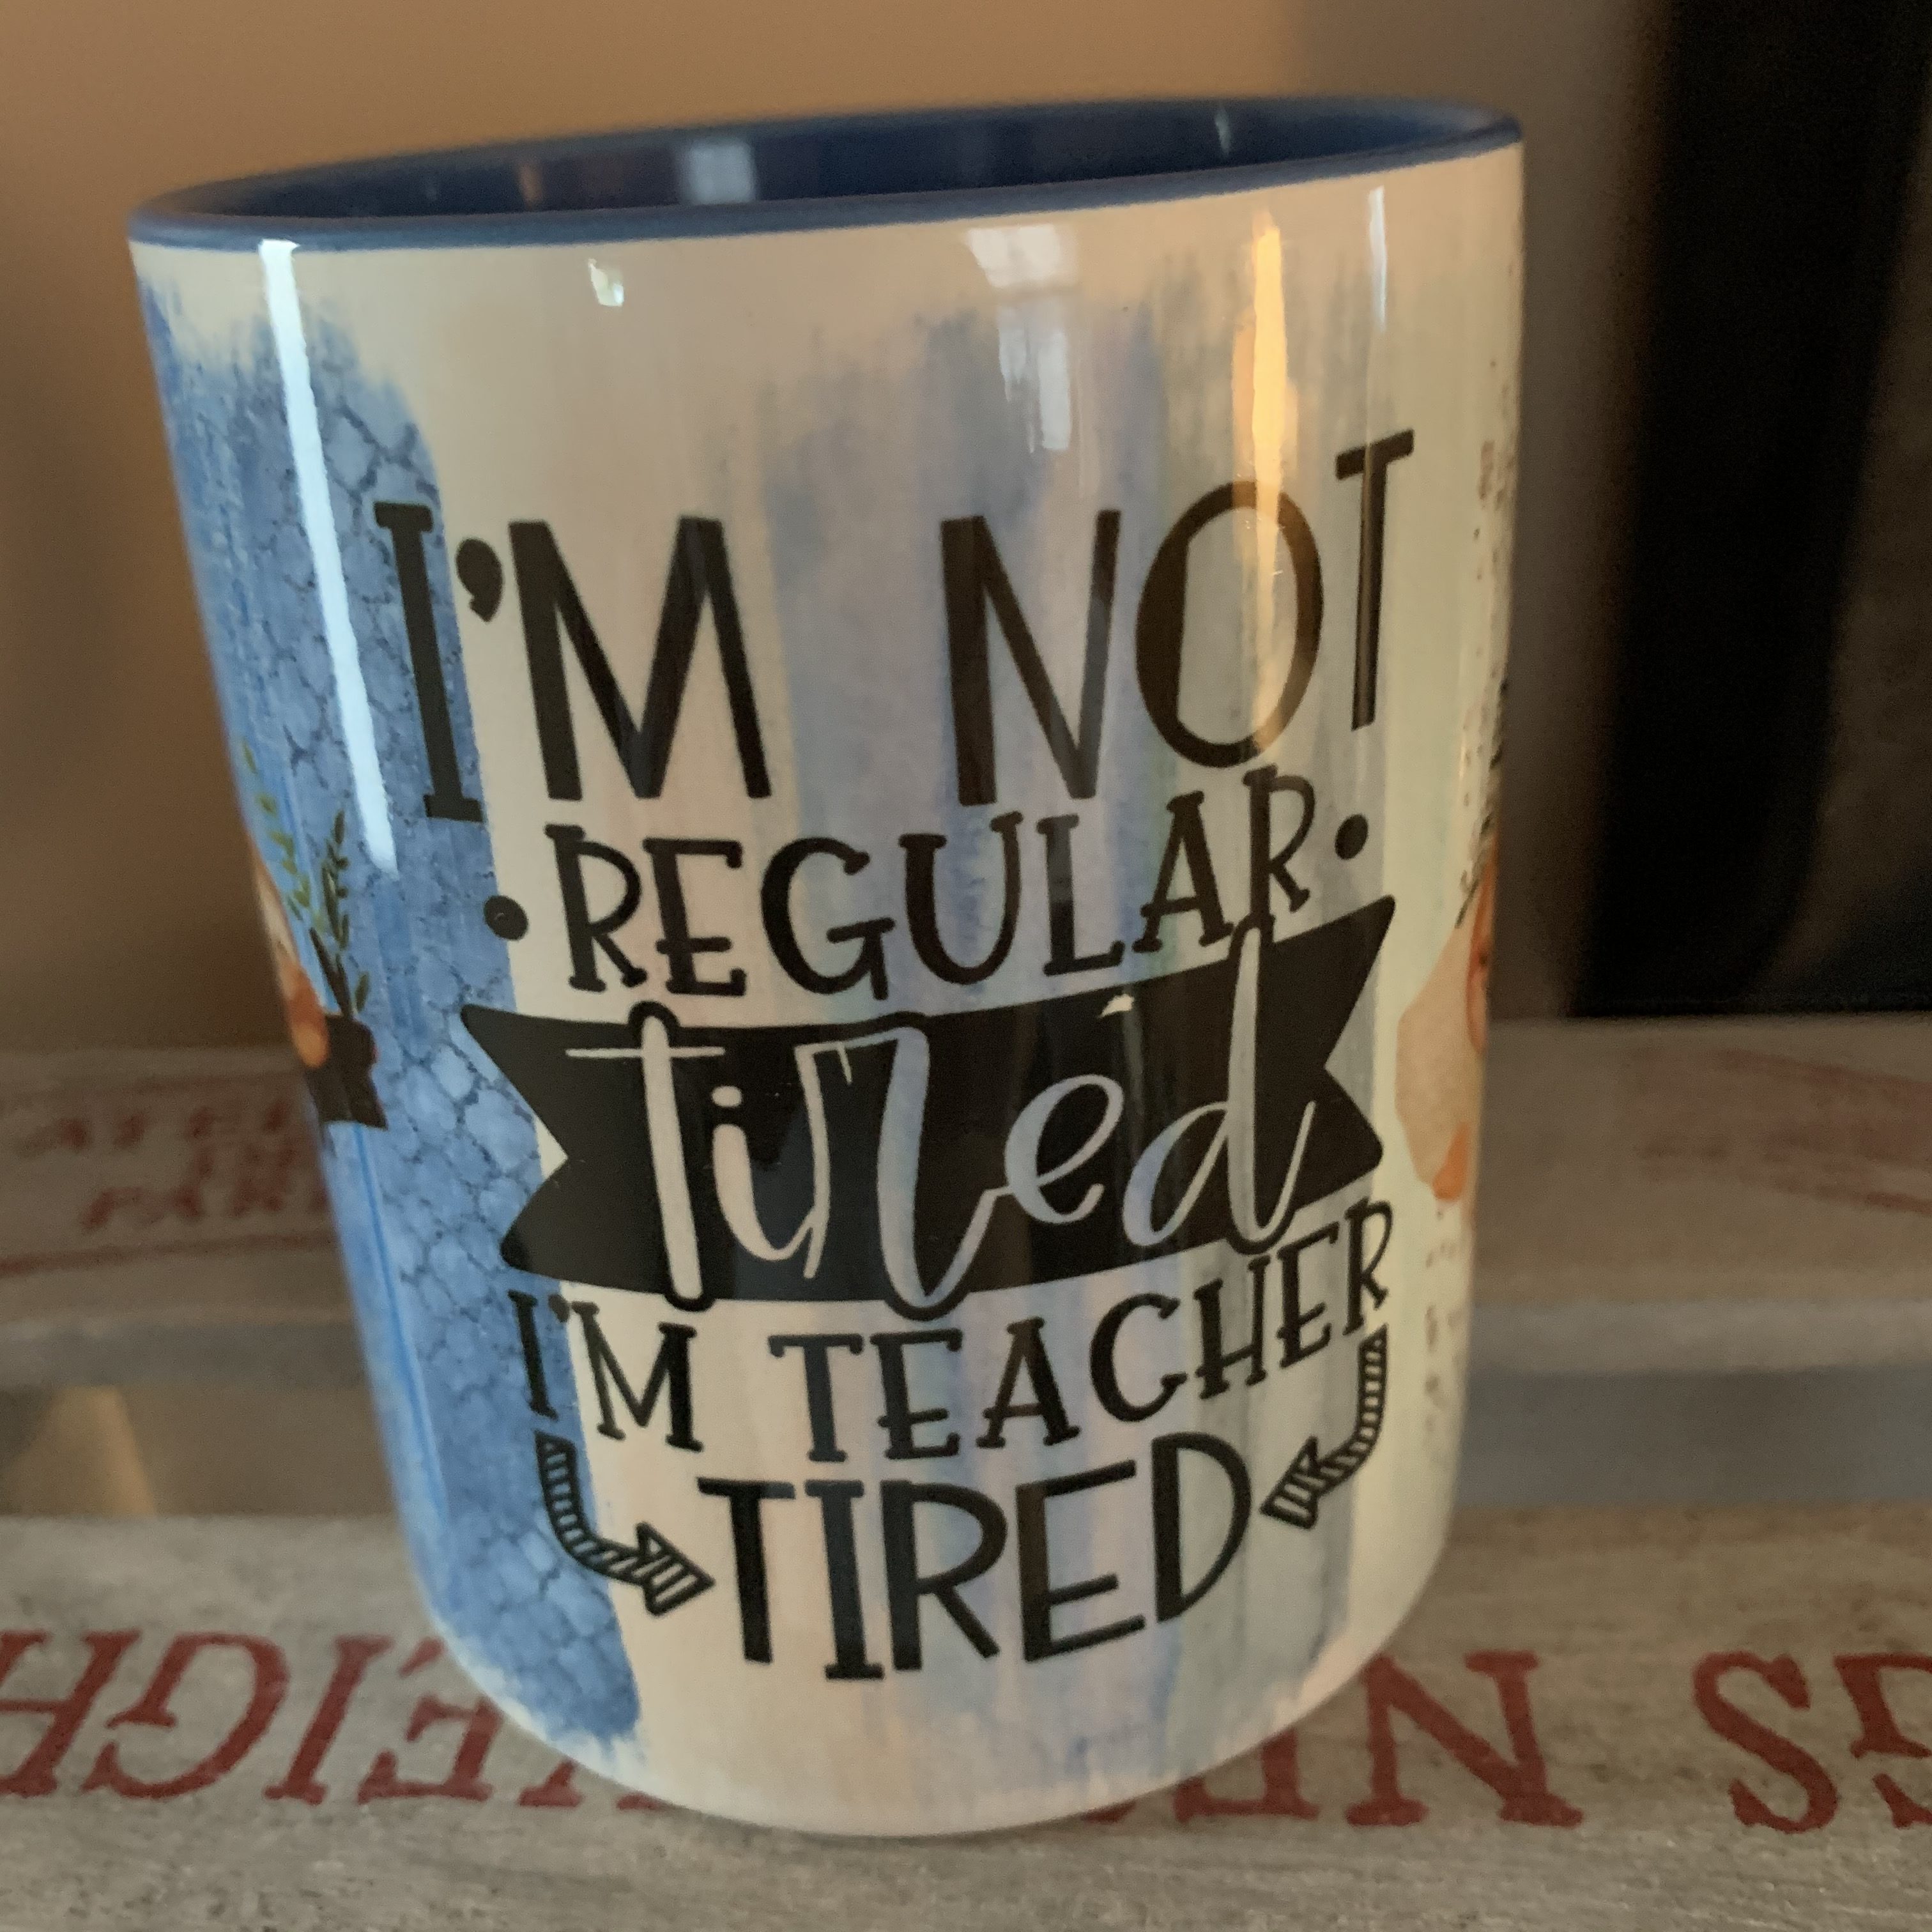 I'M NOT
• REGULAR •
tired
I'M TEACHER
TIRED